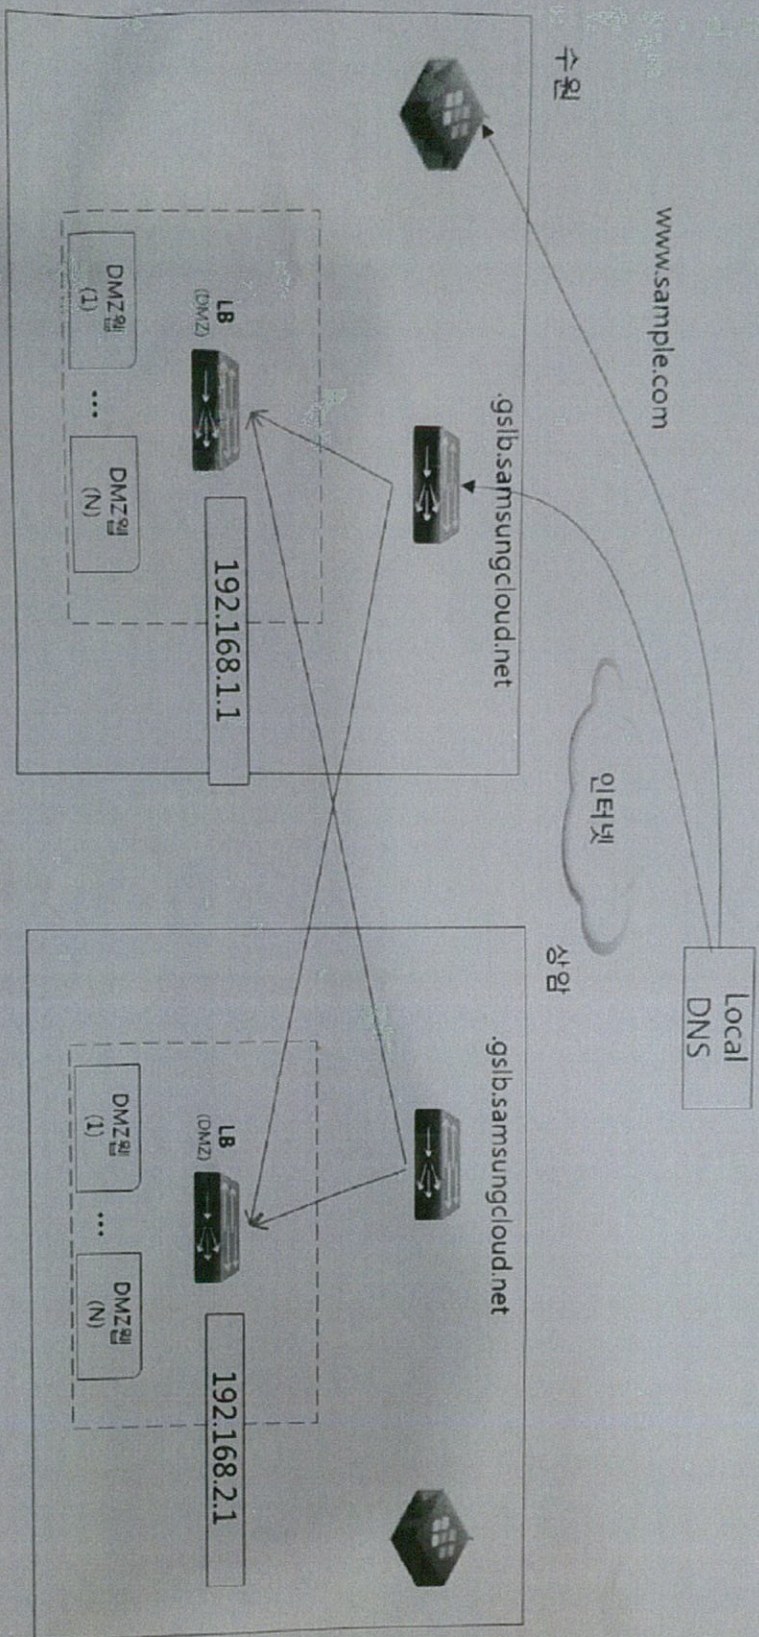 Local
DNS
www.sample.com
인터넷
수원
상암
.gslb.samsungcloud.net
.gslb.samsungcloud.net
LB
(DMZ)
192.168.1.1
DMZ웹
(1)
...
DMZ웹
(N)
LB
(DMZ)
192.168.2.1
DMZ웹
(1)
...
DMZ웹
(N)